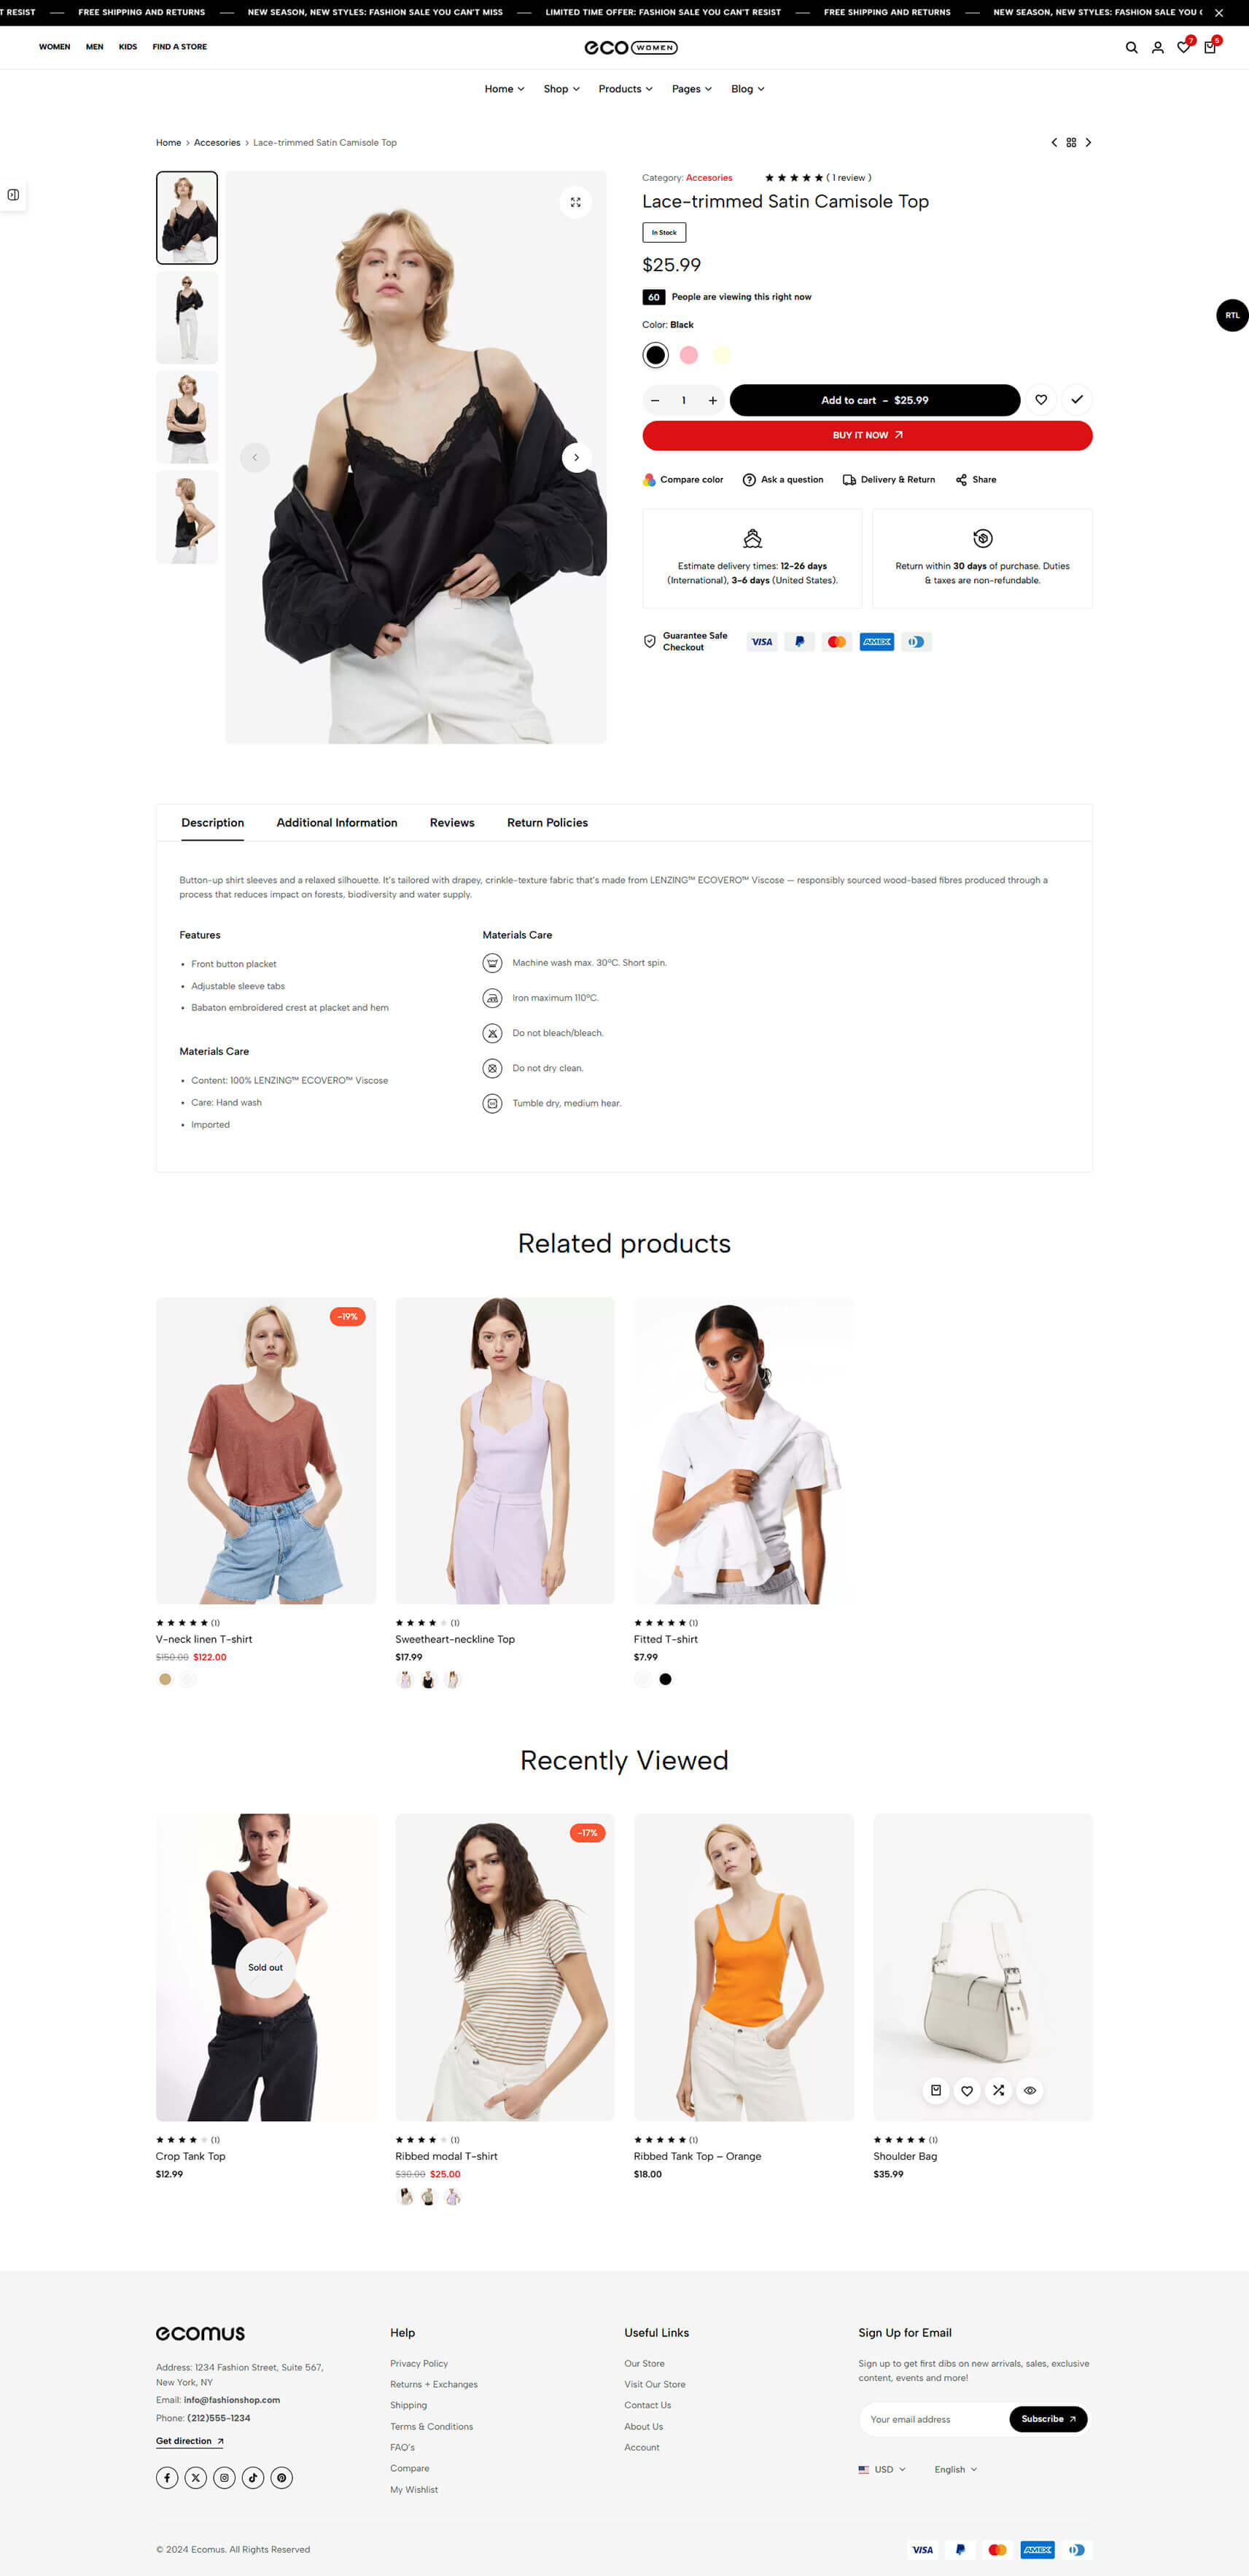 T RESIST — FREE SHIPPING AND RETURNS — NEW SEASON, NEW STYLES: FASHION SALE YOU CAN'T MISS — LIMITED TIME OFFER: FASHION SALE YOU CAN'T RESIST — FREE SHIPPING AND RETURNS — NEW SEASON, NEW STYLES: FASHION SALE YOU
WOMEN MEN KIDS FIND A STORE
eco WOMEN
7 5
Home Shop Products Pages Blog
Home > Accesories > Lace-trimmed Satin Camisole Top
Category: Accesories ( 1 review )
Lace-trimmed Satin Camisole Top
In Stock
$25.99
60 People are viewing this right now
RTL
Color: Black
1
Add to cart - $25.99
BUY IT NOW
Compare color Ask a question Delivery & Return Share
Estimate delivery times: 12-26 days
(International), 3-6 days (United States).
Return within 30 days of purchase. Duties
& taxes are non-refundable.
Guarantee Safe
Checkout
VISA AMEX
Description Additional Information Reviews Return Policies
Button-up shirt sleeves and a relaxed silhouette. It's tailored with drapey, crinkle-texture fabric that's made from LENZING™ ECOVERO™ Viscose — responsibly sourced wood-based fibres produced through a
process that reduces impact on forests, biodiversity and water supply.
Features
• Front button placket
• Adjustable sleeve tabs
• Babaton embroidered crest at placket and hem
Materials Care
• Content: 100% LENZING™ ECOVERO™ Viscose
• Care: Hand wash
• Imported
Materials Care
Machine wash max. 30ºC. Short spin.
Iron maximum 110ºC.
Do not bleach/bleach.
Do not dry clean.
Tumble dry, medium hear.
Related products
-19%
(1)
V-neck linen T-shirt
$150.00 $122.00
(1)
Sweetheart-neckline Top
$17.99
(1)
Fitted T-shirt
$7.99
Recently Viewed
Sold out
(1)
Crop Tank Top
$12.99
-17%
(1)
Ribbed modal T-shirt
$30.00 $25.00
(1)
Ribbed Tank Top – Orange
$18.00
(1)
Shoulder Bag
$35.99
ecomus
Address: 1234 Fashion Street, Suite 567,
New York, NY
Email: info@fashionshop.com
Phone: (212)555-1234
Get direction
Help
Privacy Policy
Returns + Exchanges
Shipping
Terms & Conditions
FAQ's
Compare
My Wishlist
Useful Links
Our Store
Visit Our Store
Contact Us
About Us
Account
Sign Up for Email
Sign up to get first dibs on new arrivals, sales, exclusive
content, events and more!
Your email address Subscribe
USD English
© 2024 Ecomus. All Rights Reserved
VISA AMEX